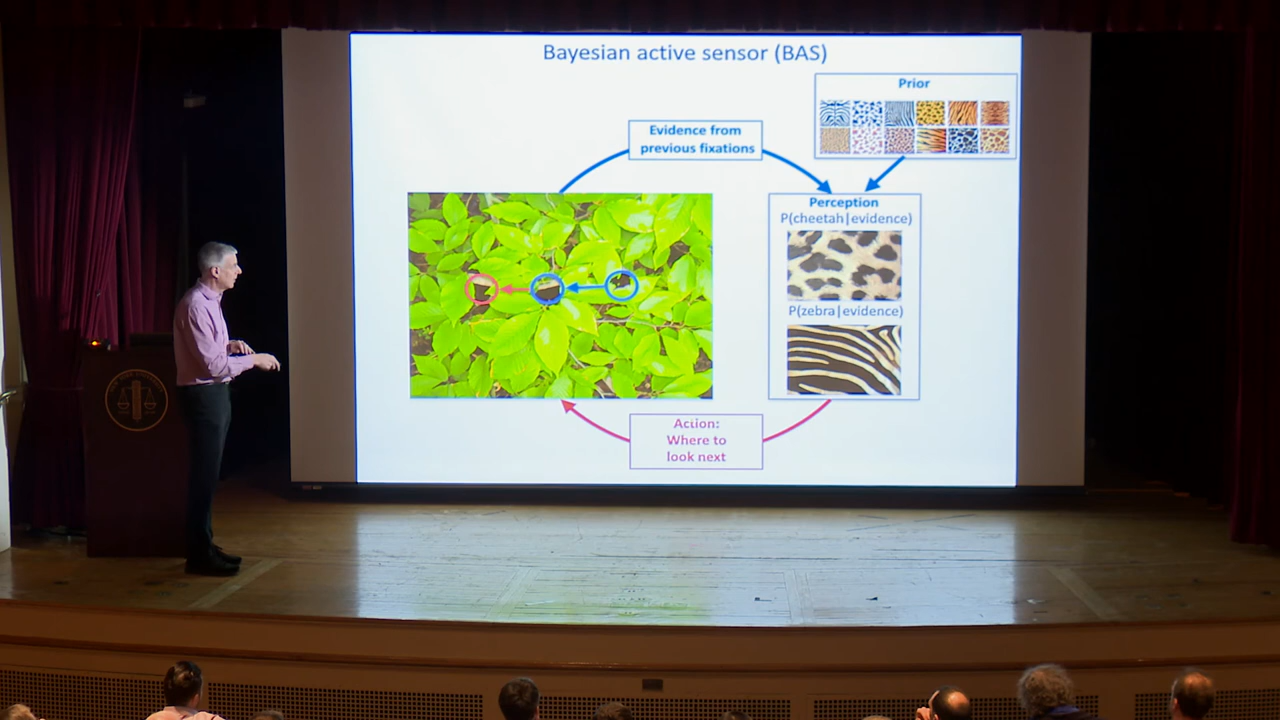 Bayesian active sensor (BAS)
Prior
Evidence from
previous fixations
Perception
P(cheetah|evidence)
P(zebra|evidence)
Action:
Where to
look next